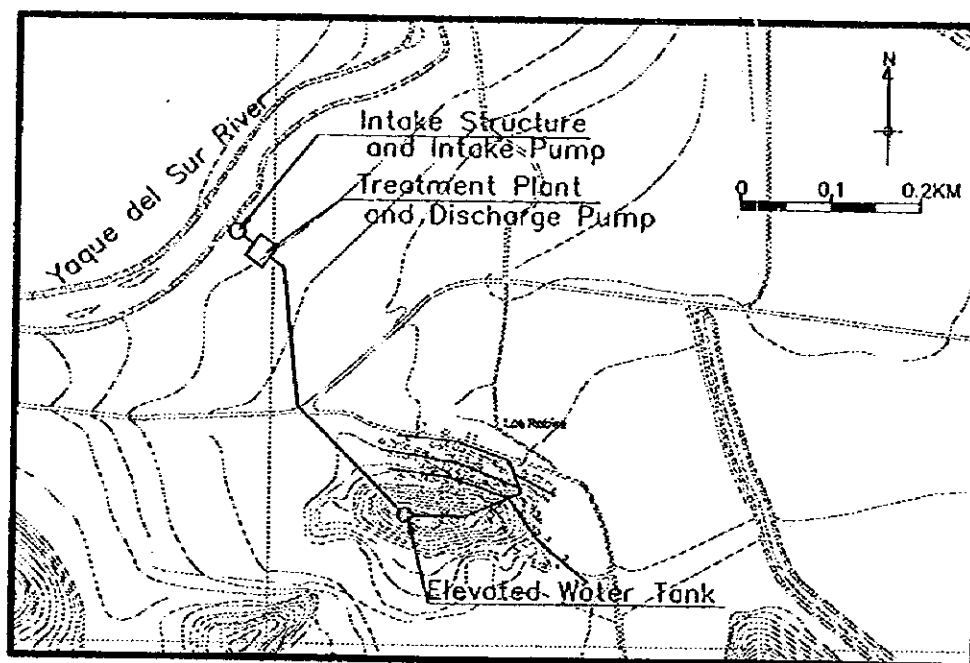 N
Yaque del Sur River
Intake Structure
and Intake Pump
Treatment Plant
and Discharge Pump
0 0.1 0.2KM
Los Robles
Elevated Water Tank